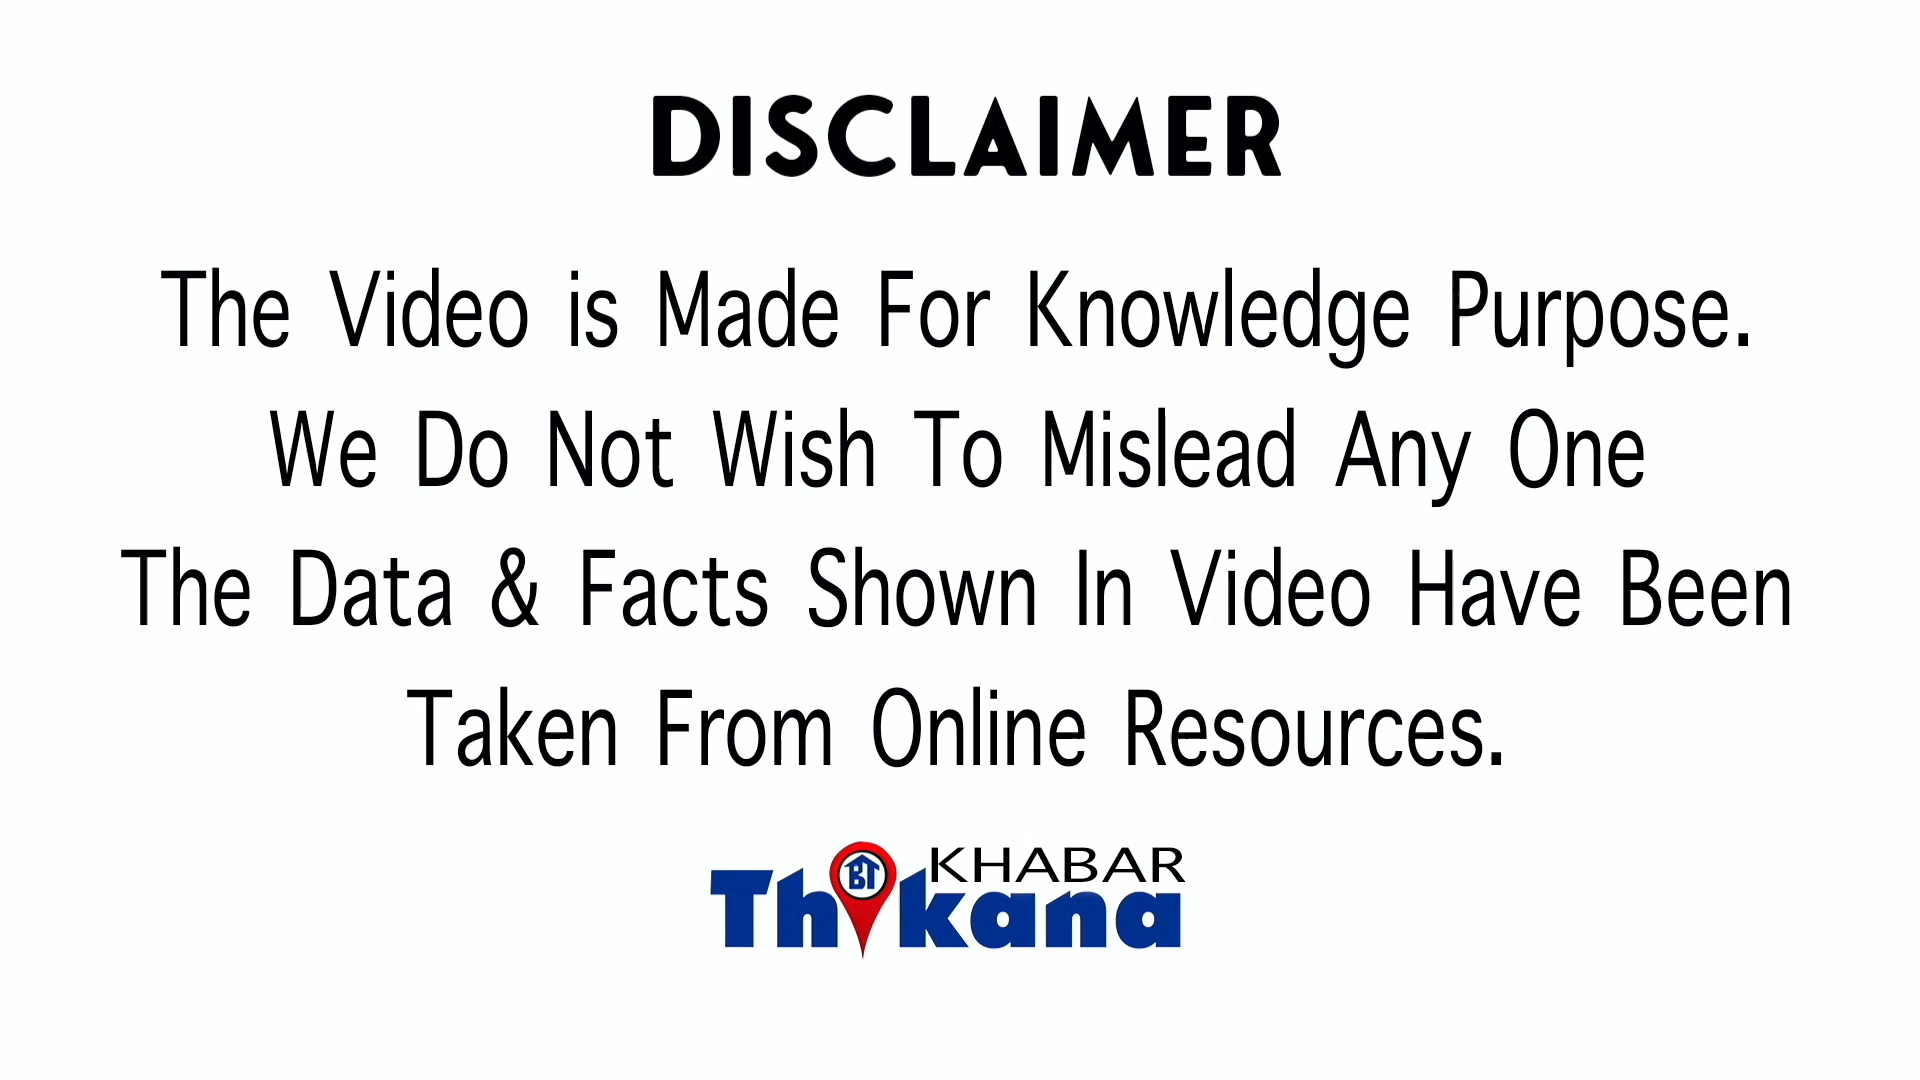 DISCLAIMER
The Video is Made For Knowledge Purpose.
We Do Not Wish To Mislead Any One
The Data & Facts Shown In Video Have Been
Taken From Online Resources.
KHABAR
BT
Thikana